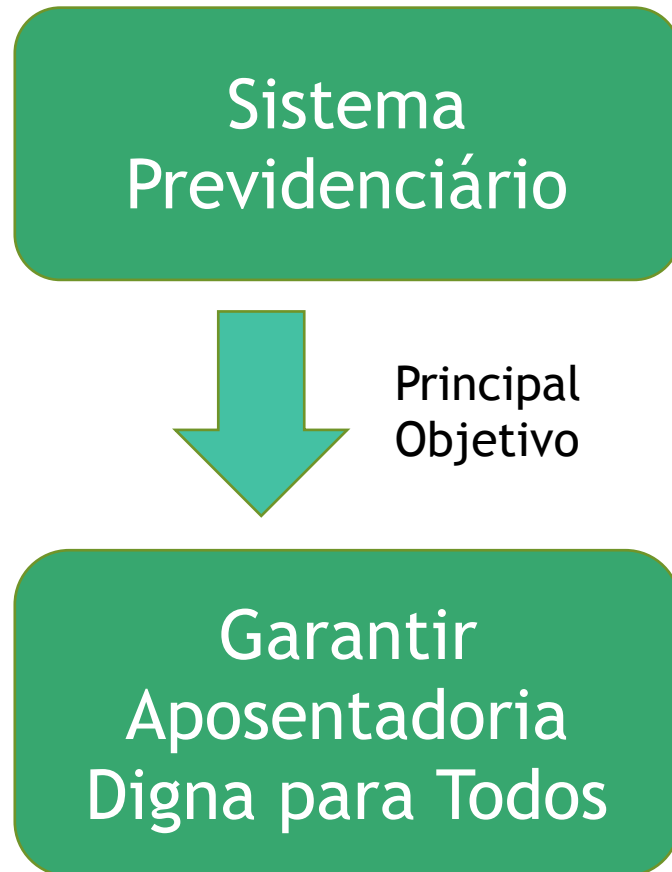 Sistema
Previdenciário
Principal
Objetivo
Garantir
Aposentadoria
Digna para Todos